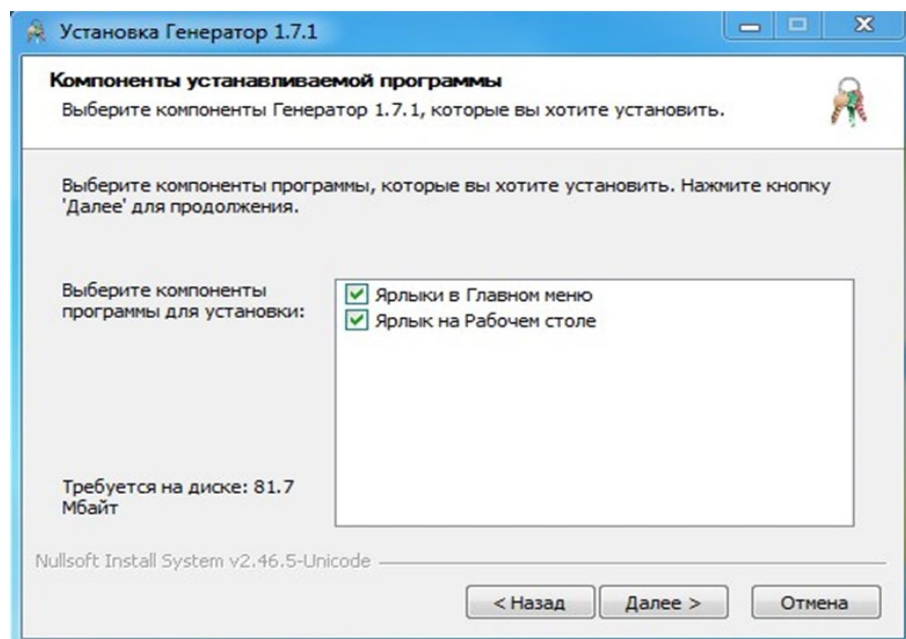 Установка Генератор 1.7.1
Компоненты устанавливаемой программы
Выберите компоненты Генератор 1.7.1, которые вы хотите установить.
Выберите компоненты программы, которые вы хотите установить. Нажмите кнопку
'Далее' для продолжения.
Выберите компоненты
программы для установки:
Ярлыки в Главном меню
Ярлык на Рабочем столе
Требуется на диске: 81.7
Мбайт
Nullsoft Install System v2.46.5-Unicode
< Назад
Далее >
Отмена